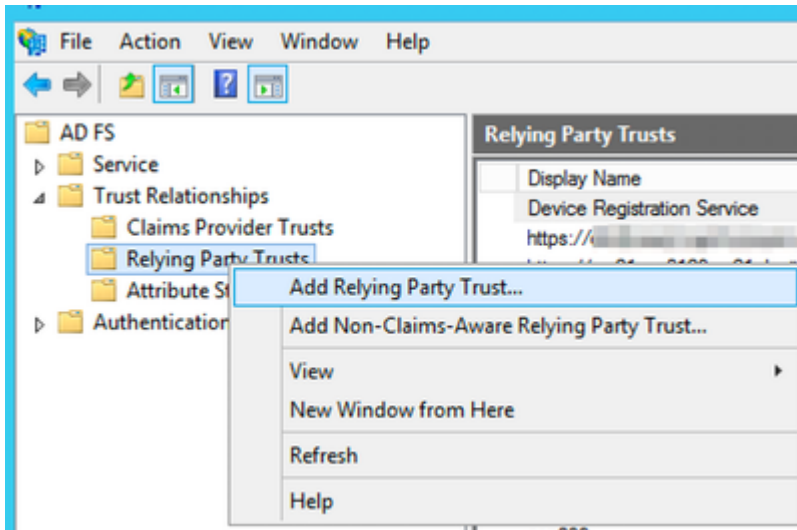 File Action View Window Help
AD FS
Service
Trust Relationships
Claims Provider Trusts
Relying Party Trusts
Attribute St
Authentication
Relying Party Trusts
Display Name
Device Registration Service
https://
Add Relying Party Trust...
Add Non-Claims-Aware Relying Party Trust...
View
New Window from Here
Refresh
Help